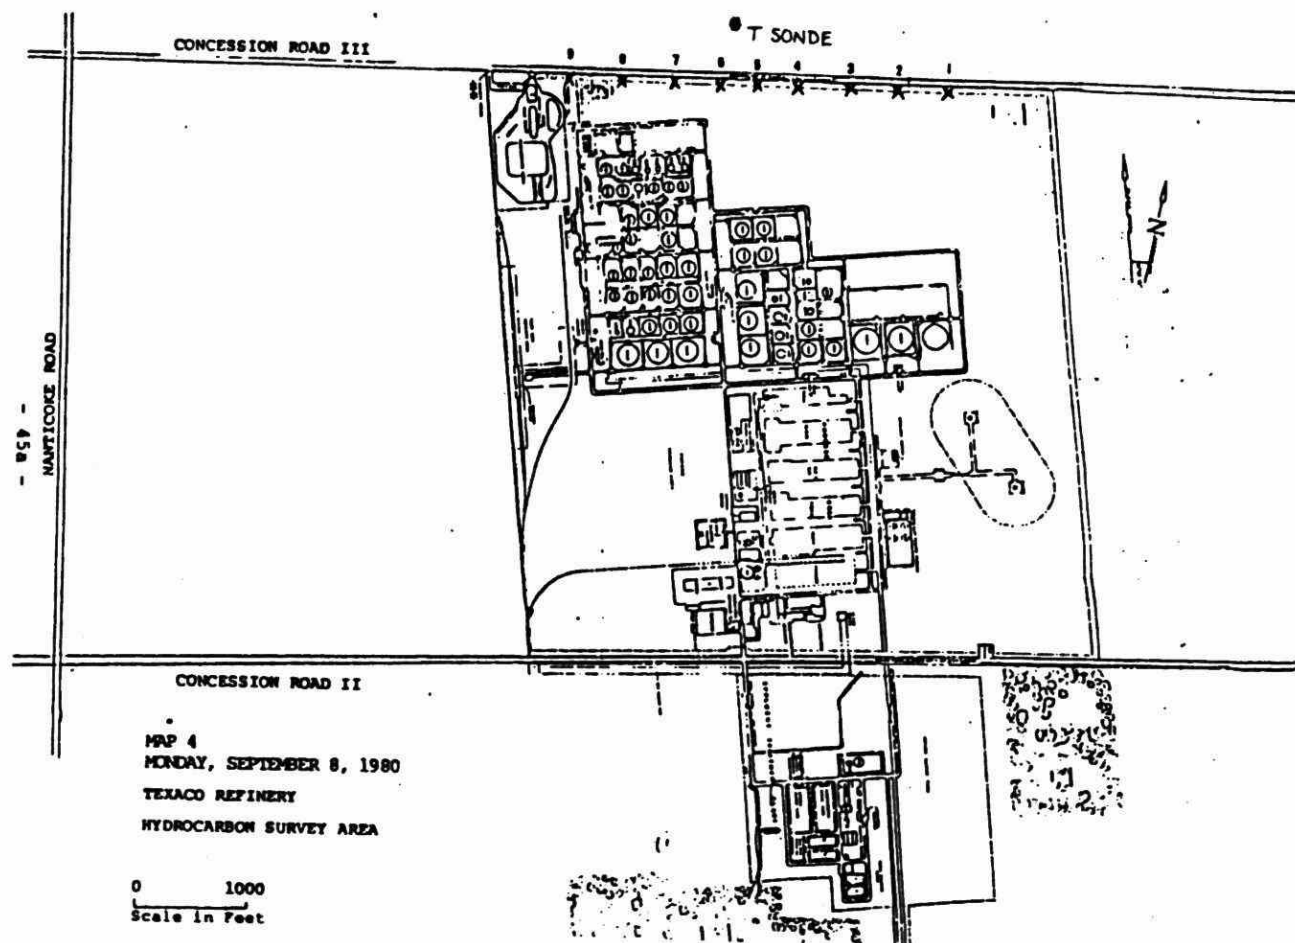 T SONDE
CONCESSION ROAD III
9 8 7 6 5 4 3 2 1
N
NANTICOKE ROAD
- 45a -
CONCESSION ROAD II
MAP 4
MONDAY, SEPTEMBER 8, 1980
TEXACO REFINERY
HYDROCARBON SURVEY AREA
0 1000
Scale in Feet